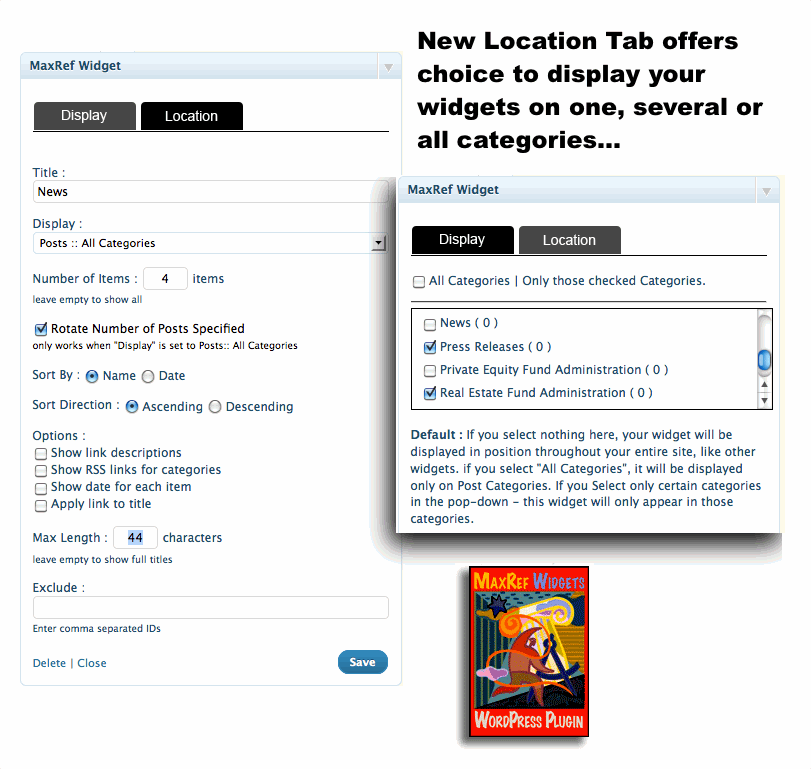 New Location Tab offers
choice to display your
widgets on one, several or
all categories...
MaxRef Widget
Display
Location
Title :
News
Display :
Posts :: All Categories
Number of Items :
4
items
leave empty to show all
Rotate Number of Posts Specified
only works when "Display" is set to Posts:: All Categories
Sort By :
Name
Date
Sort Direction :
Ascending
Descending
Options :
Show link descriptions
Show RSS links for categories
Show date for each item
Apply link to title
Max Length :
44
characters
leave empty to show full titles
Exclude :
Enter comma separated IDs
Delete | Close
Save
MaxRef Widget
Display
Location
All Categories | Only those checked Categories.
News ( 0 )
Press Releases ( 0 )
Private Equity Fund Administration ( 0 )
Real Estate Fund Administration ( 0 )
Default : If you select nothing here, your widget will be
displayed in position throughout your entire site, like other
widgets. if you select "All Categories", it will be displayed
only on Post Categories. If you Select only certain categories
in the pop-down – this widget will only appear in those
categories.
MAXREF WIDGETS
WORDPRESS PLUGIN